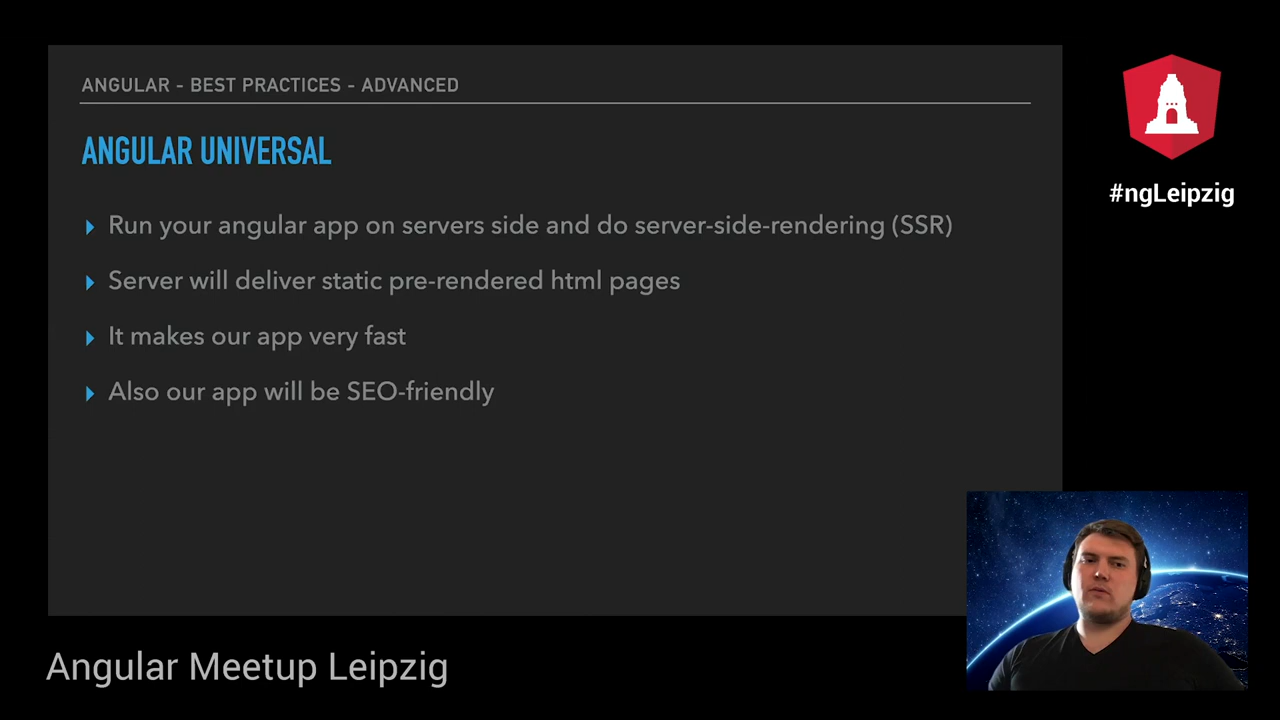 ANGULAR - BEST PRACTICES - ADVANCED
ANGULAR UNIVERSAL
Run your angular app on servers side and do server-side-rendering (SSR)
Server will deliver static pre-rendered html pages
It makes our app very fast
Also our app will be SEO-friendly
#ngLeipzig
Angular Meetup Leipzig